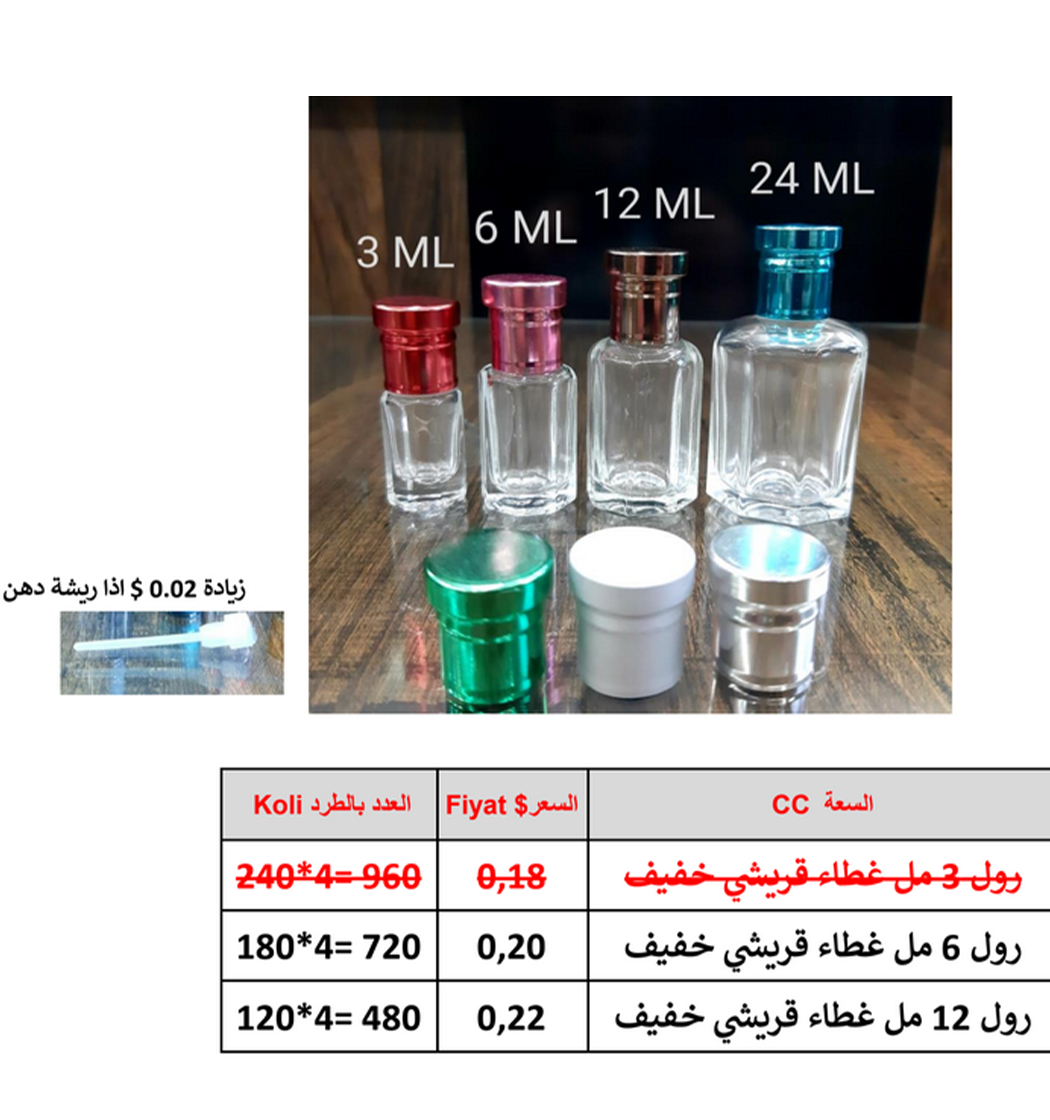 3 ML
6 ML
12 ML
24 ML
زيادة 0.02 $ اذا ريشة دهن
السعة CC
السعر$ Fiyat
العدد بالطرد Koli
رول 3 مل غطاء قريشي خفيف
0,18
240*4= 960
رول 6 مل غطاء قريشي خفيف
0,20
180*4= 720
رول 12 مل غطاء قريشي خفيف
0,22
120*4= 480